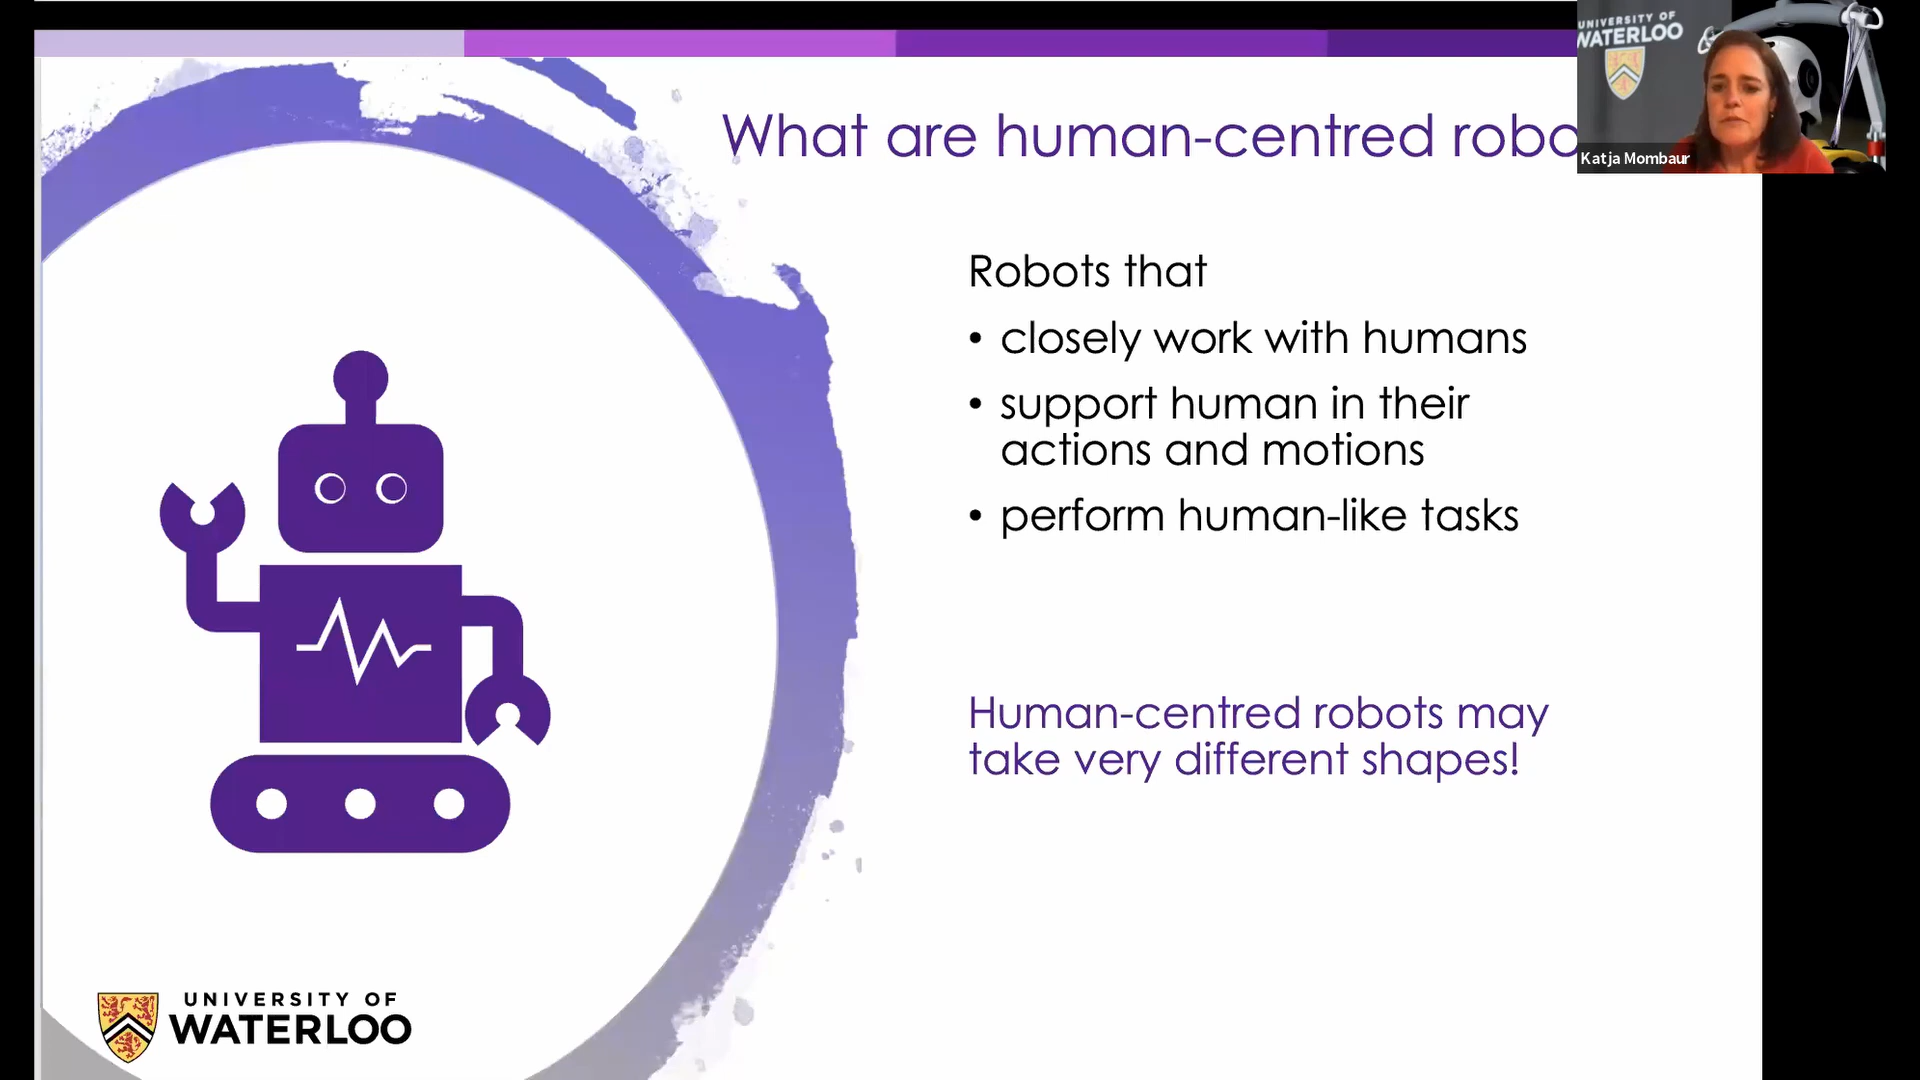 UNIVERSITY OF
WATERLOO
Katja Mombaur
What are human-centred robo
Robots that
• closely work with humans
• support human in their
actions and motions
• perform human-like tasks
Human-centred robots may
take very different shapes!
UNIVERSITY OF
WATERLOO